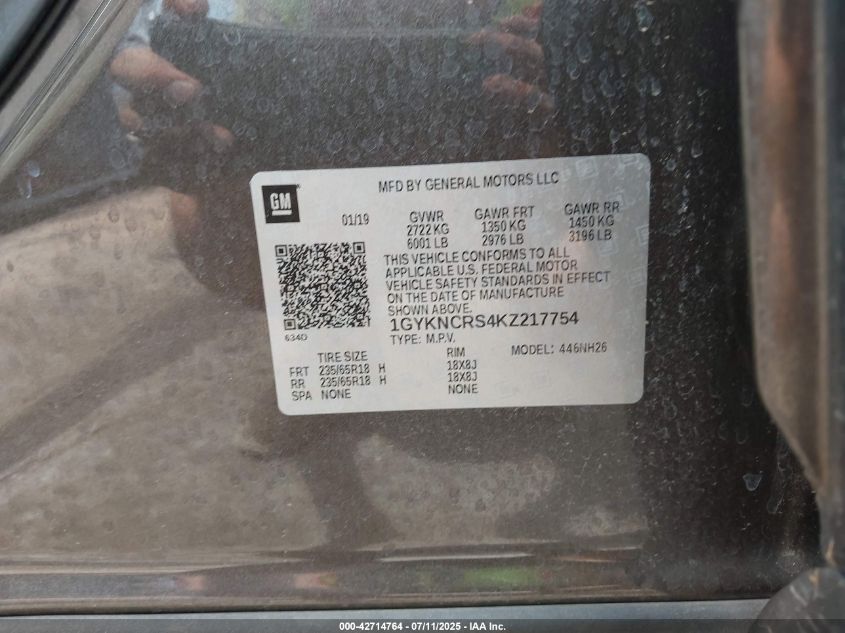 MFD BY GENERAL MOTORS LLC
GM
01/19 GVWR GAWR FRT GAWR RR
2722 KG 1350 KG 1450 KG
6001 LB 2976 LB 3196 LB
THIS VEHICLE CONFORMS TO ALL
APPLICABLE U.S. FEDERAL MOTOR
VEHICLE SAFETY STANDARDS IN EFFECT
ON THE DATE OF MANUFACTURE
SHOWN ABOVE.
1GYKNCRS4KZ217754
6340
TYPE: M.P.V. MODEL: 446NH26
TIRE SIZE RIM
FRT 235/65R18 H 18X8J
RR 235/65R18 H 18X8J
SPA NONE NONE
000-42714764 - 07/11/2025 - IAA Inc.